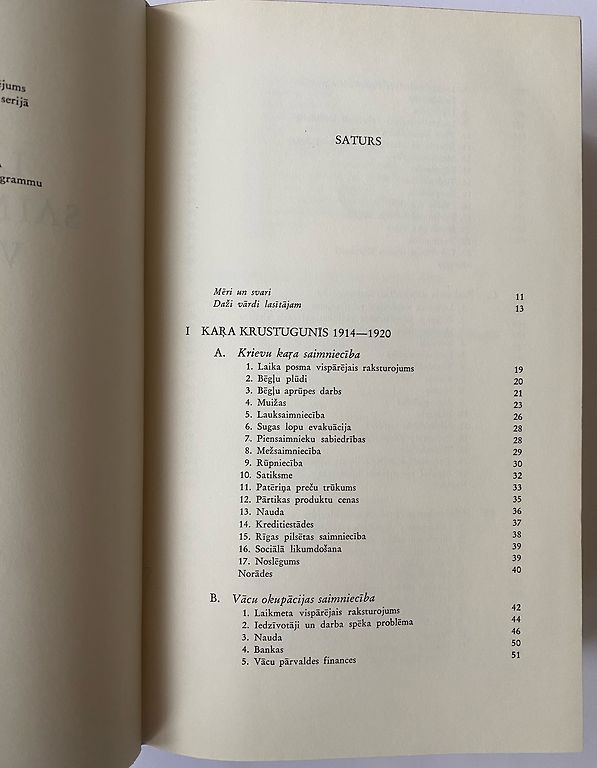 ējums
serijā
grammu
SATURS
Mēri un svari 11
Daži vārdi lasītājam 13
I KAŖA KRUSTUGUNIS 1914—1920
A. Krievu kaŗa saimniecība
1. Laika posma vispārējais raksturojums 19
2. Bēgļu plūdi 20
3. Bēgļu aprūpes darbs 21
4. Muižas 23
5. Lauksaimniecība 26
6. Sugas lopu evakuācija 28
7. Piensaimnieku sabiedrības 28
8. Mežsaimniecība 29
9. Rūpniecība 30
10. Satiksme 32
11. Patēriņa preču trūkums 33
12. Pārtikas produktu cenas 35
13. Nauda 36
14. Kreditiestādes 37
15. Rīgas pilsētas saimniecība 38
16. Sociālā likumdošana 39
17. Noslēgums 39
Norādes 40
B. Vācu okupācijas saimniecība
1. Laikmeta vispārējais raksturojums 42
2. Iedzīvotāji un darba spēka problēma 44
3. Nauda 46
4. Bankas 50
5. Vācu pārvaldes finances 51